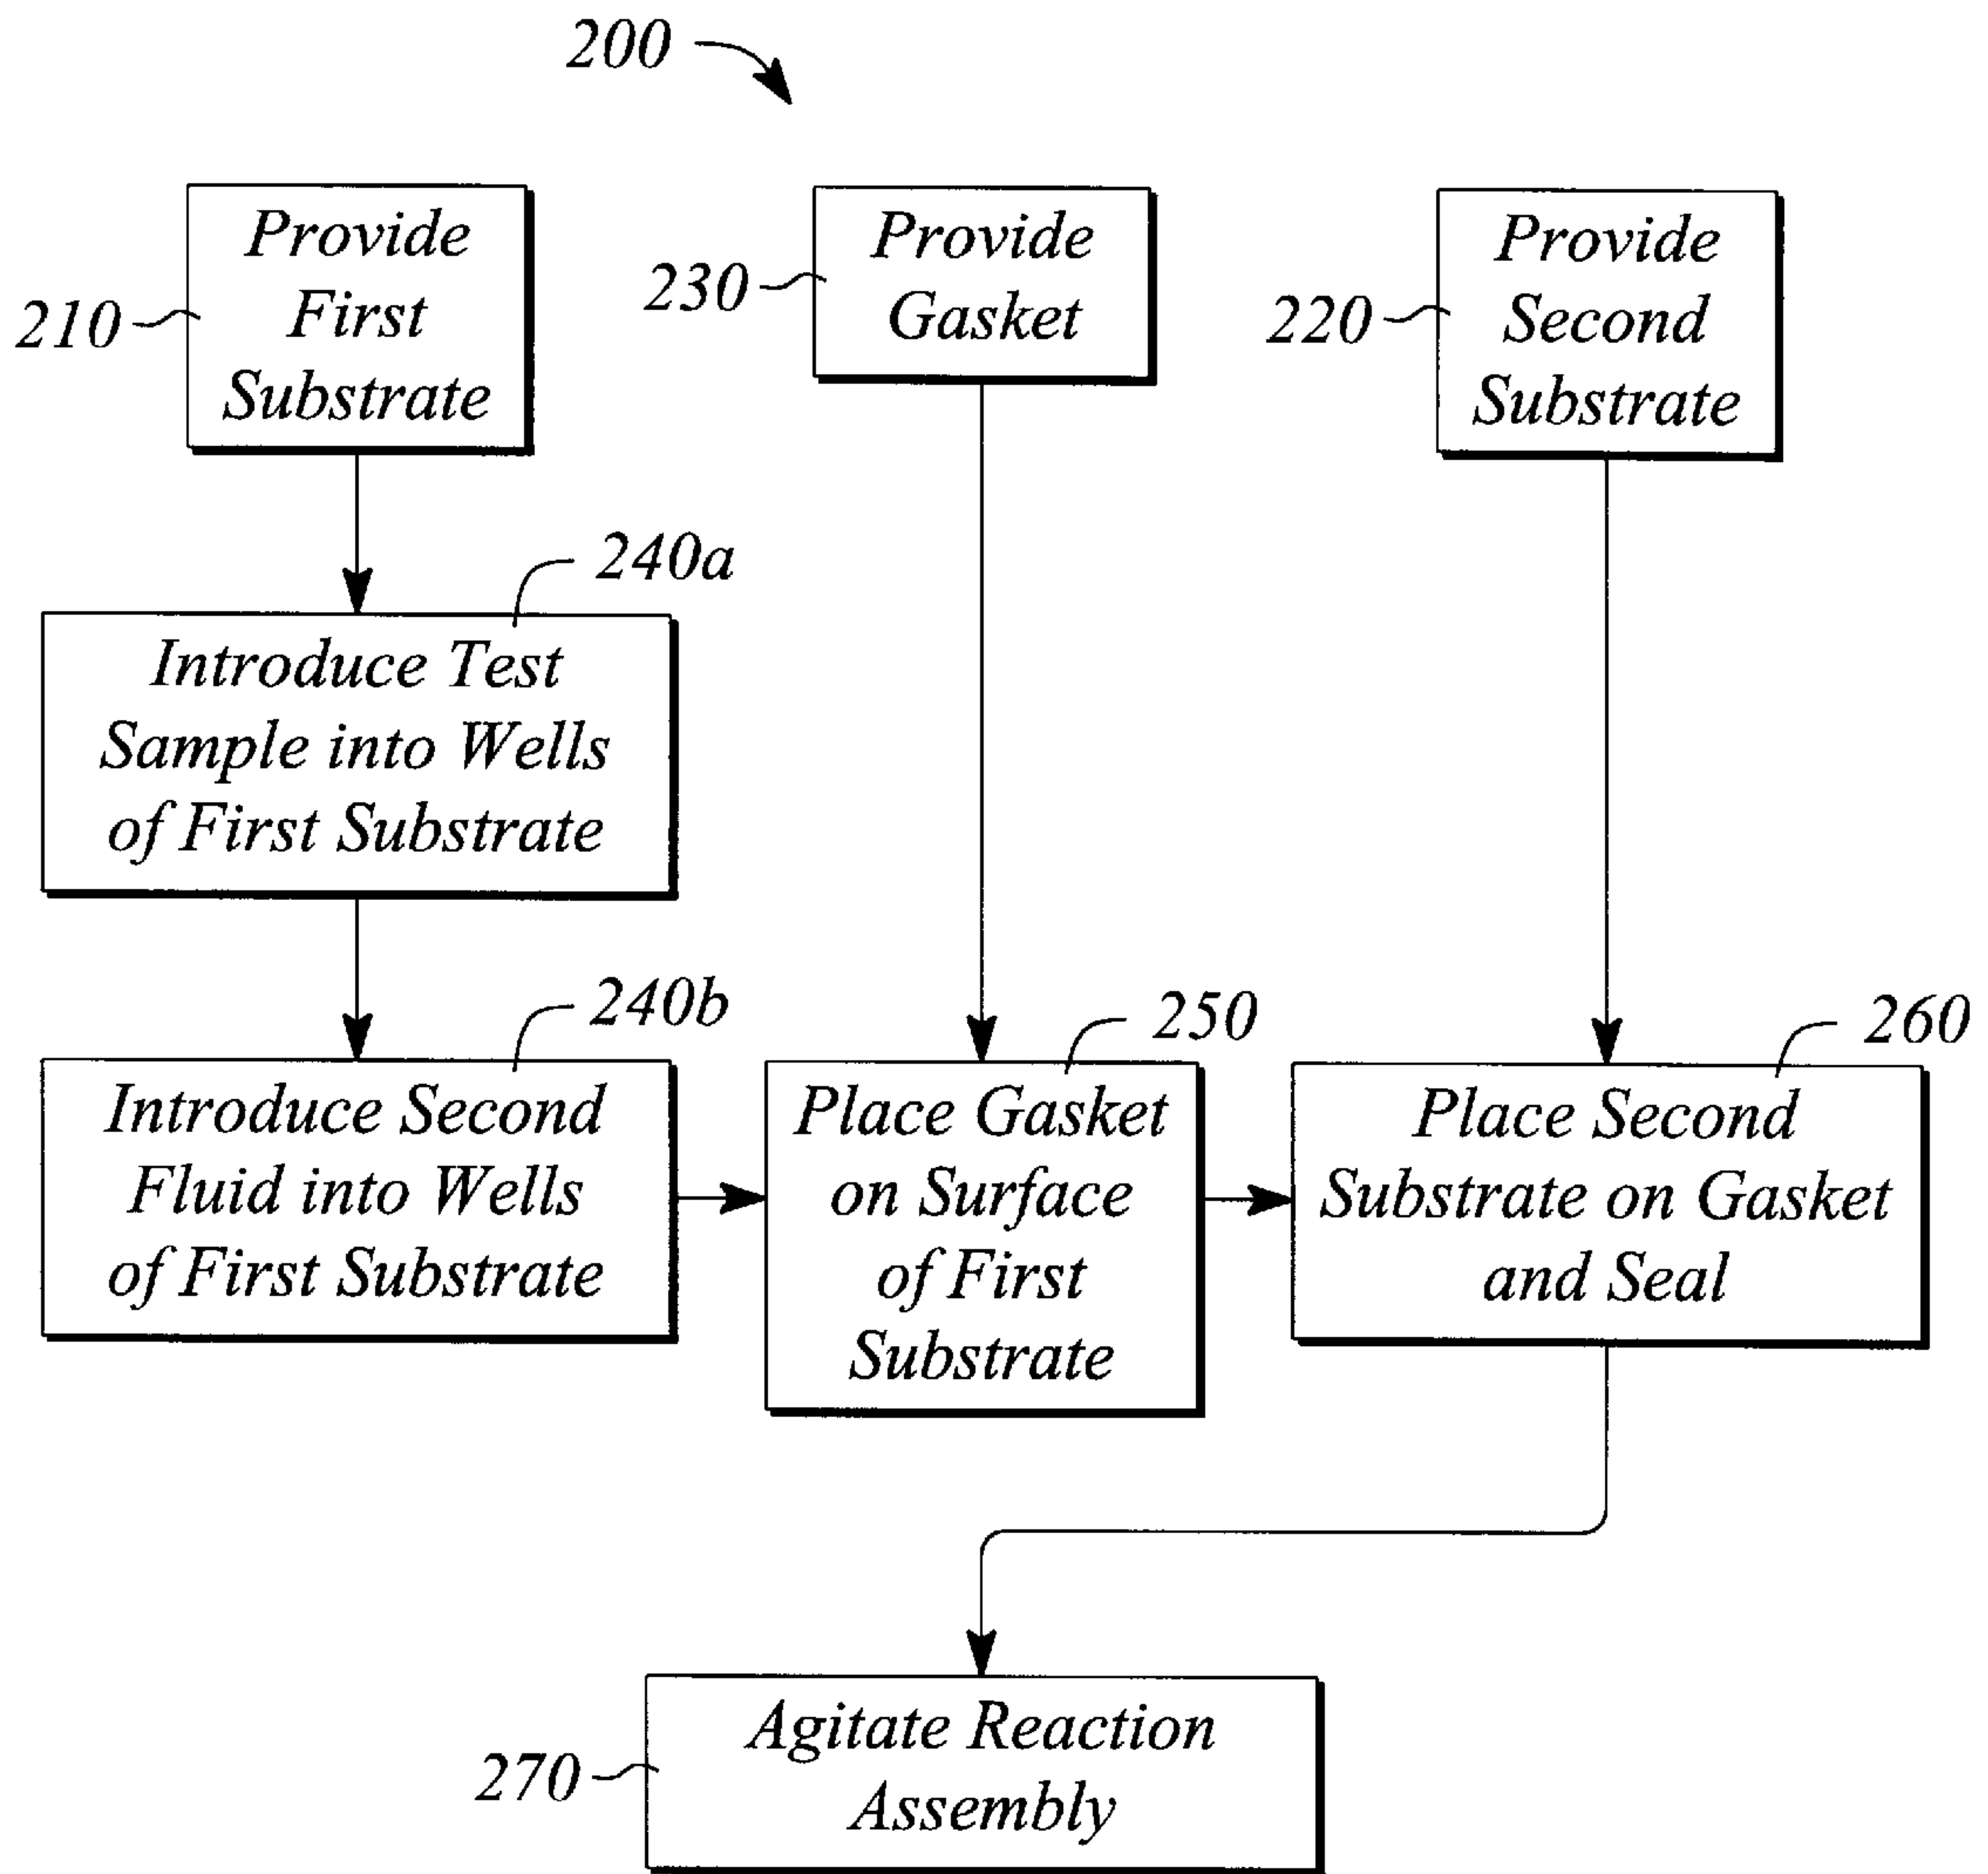 200
210
Provide
First
Substrate
230
Provide
Gasket
220
Provide
Second
Substrate
240a
Introduce Test
Sample into Wells
of First Substrate
240b
Introduce Second
Fluid into Wells
of First Substrate
250
Place Gasket
on Surface
of First
Substrate
260
Place Second
Substrate on Gasket
and Seal
270
Agitate Reaction
Assembly